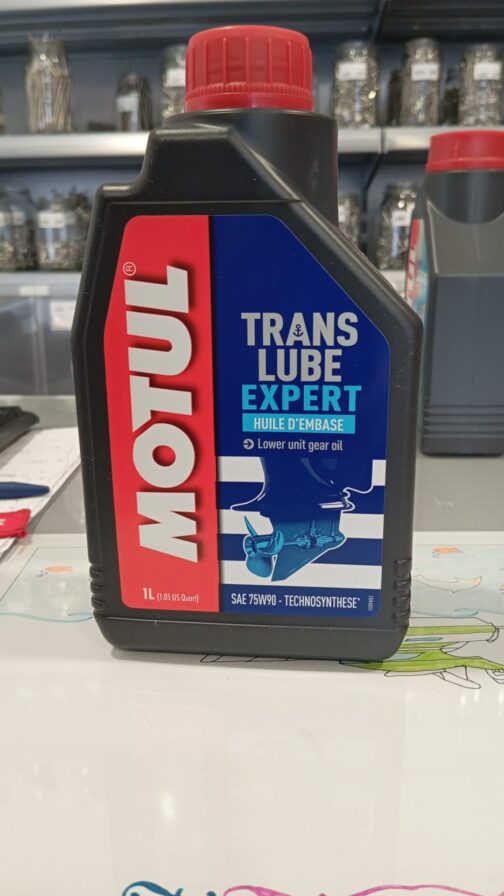 MOTUL®
TRANS
LUBE
EXPERT
HUILE D'EMBASE
Lower unit gear oil
1L (1.05 US Quart)
SAE 75W90 - TECHNOSYNTHESE®